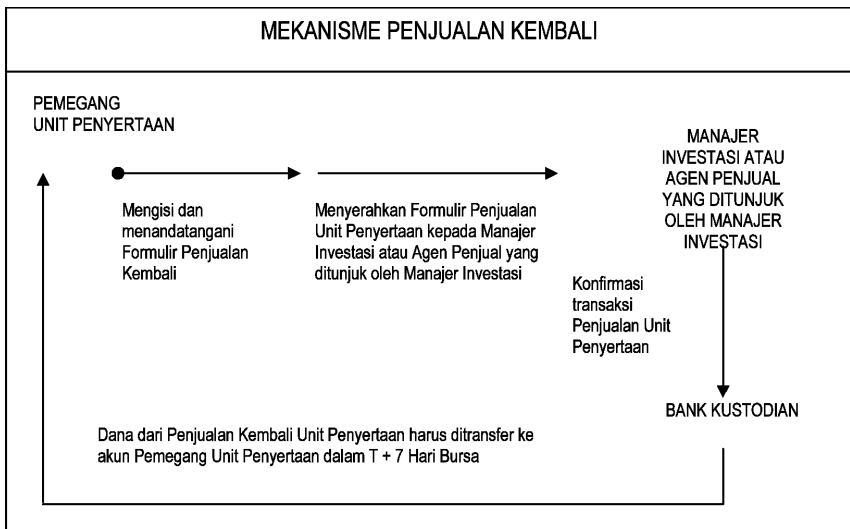 MEKANISME PENJUALAN KEMBALI
PEMEGANG
UNIT PENYERTAAN
Mengisi dan
menandatangani
Formulir Penjualan
Kembali
Menyerahkan Formulir Penjualan
Unit Penyertaan kepada Manajer
Investasi atau Agen Penjual yang
ditunjuk oleh Manajer Investasi
MANAJER
INVESTASI ATAU
AGEN PENJUAL
YANG DITUNJUK
OLEH MANAJER
INVESTASI
Konfirmasi
transaksi
Penjualan Unit
Penyertaan
BANK KUSTODIAN
Dana dari Penjualan Kembali Unit Penyertaan harus ditransfer ke
akun Pemegang Unit Penyertaan dalam T + 7 Hari Bursa